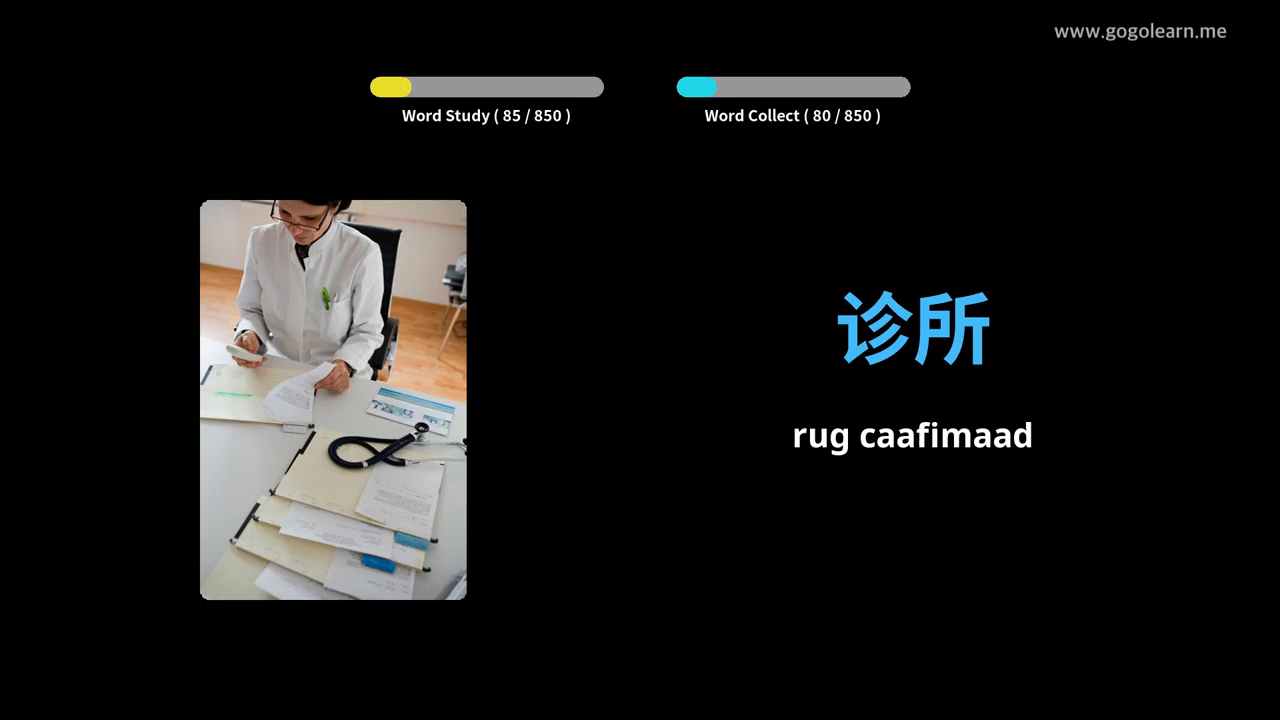 www.gogolearn.me
Word Study ( 85 / 850 )
Word Collect ( 80 / 850 )
诊所
rug caafimaad